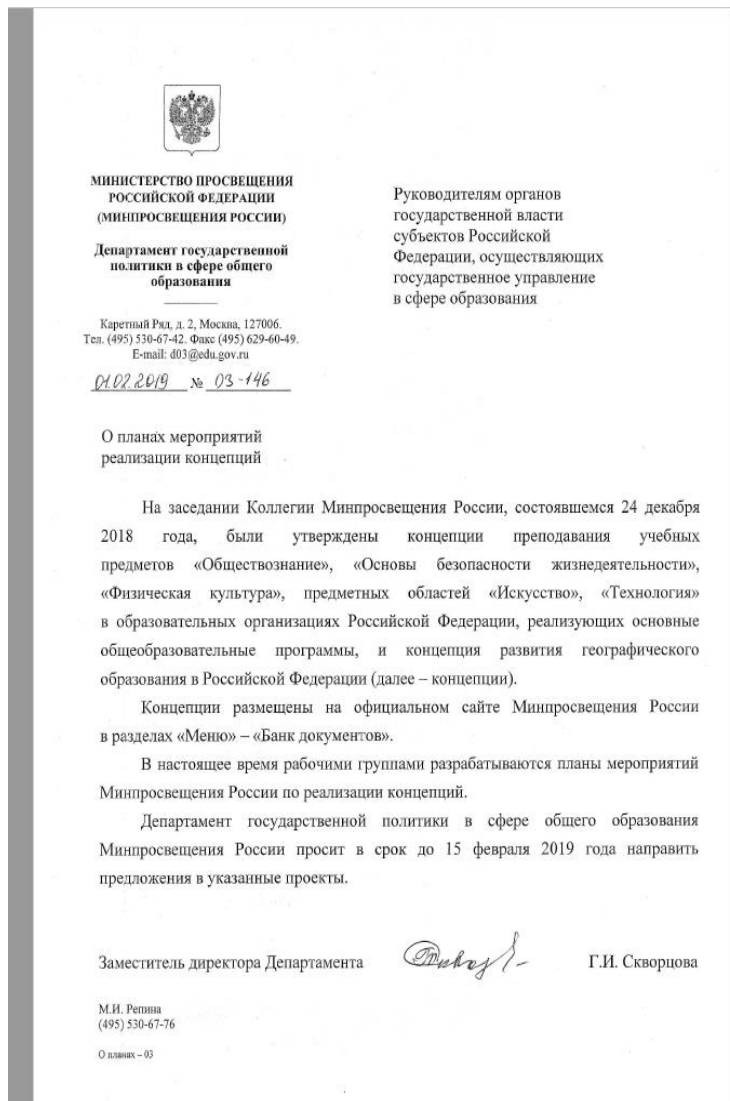 МИНИСТЕРСТВО ПРОСВЕЩЕНИЯ
РОССИЙСКОЙ ФЕДЕРАЦИИ
(МИНПРОСВЕЩЕНИЯ РОССИИ)
Департамент государственной
политики в сфере общего
образования
Каретный Ряд, д. 2, Москва, 127006.
Тел. (495) 530-67-42. Факс (495) 629-60-49.
E-mail: d03@edu.gov.ru
01.02.2019 № 03-146
Руководителям органов
государственной власти
субъектов Российской
Федерации, осуществляющих
государственное управление
в сфере образования
О планах мероприятий
реализации концепций
На заседании Коллегии Минпросвещения России, состоявшемся 24 декабря
2018 года, были утверждены концепции преподавания учебных
предметов «Обществознание», «Основы безопасности жизнедеятельности»,
«Физическая культура», предметных областей «Искусство», «Технология»
в образовательных организациях Российской Федерации, реализующих основные
общеобразовательные программы, и концепция развития географического
образования в Российской Федерации (далее – концепции).
Концепции размещены на официальном сайте Минпросвещения России
в разделах «Меню» – «Банк документов».
В настоящее время рабочими группами разрабатываются планы мероприятий
Минпросвещения России по реализации концепций.
Департамент государственной политики в сфере общего образования
Минпросвещения России просит в срок до 15 февраля 2019 года направить
предложения в указанные проекты.
Заместитель директора Департамента
Г.И. Скворцова
М.И. Репина
(495) 530-67-76
О планах – 03